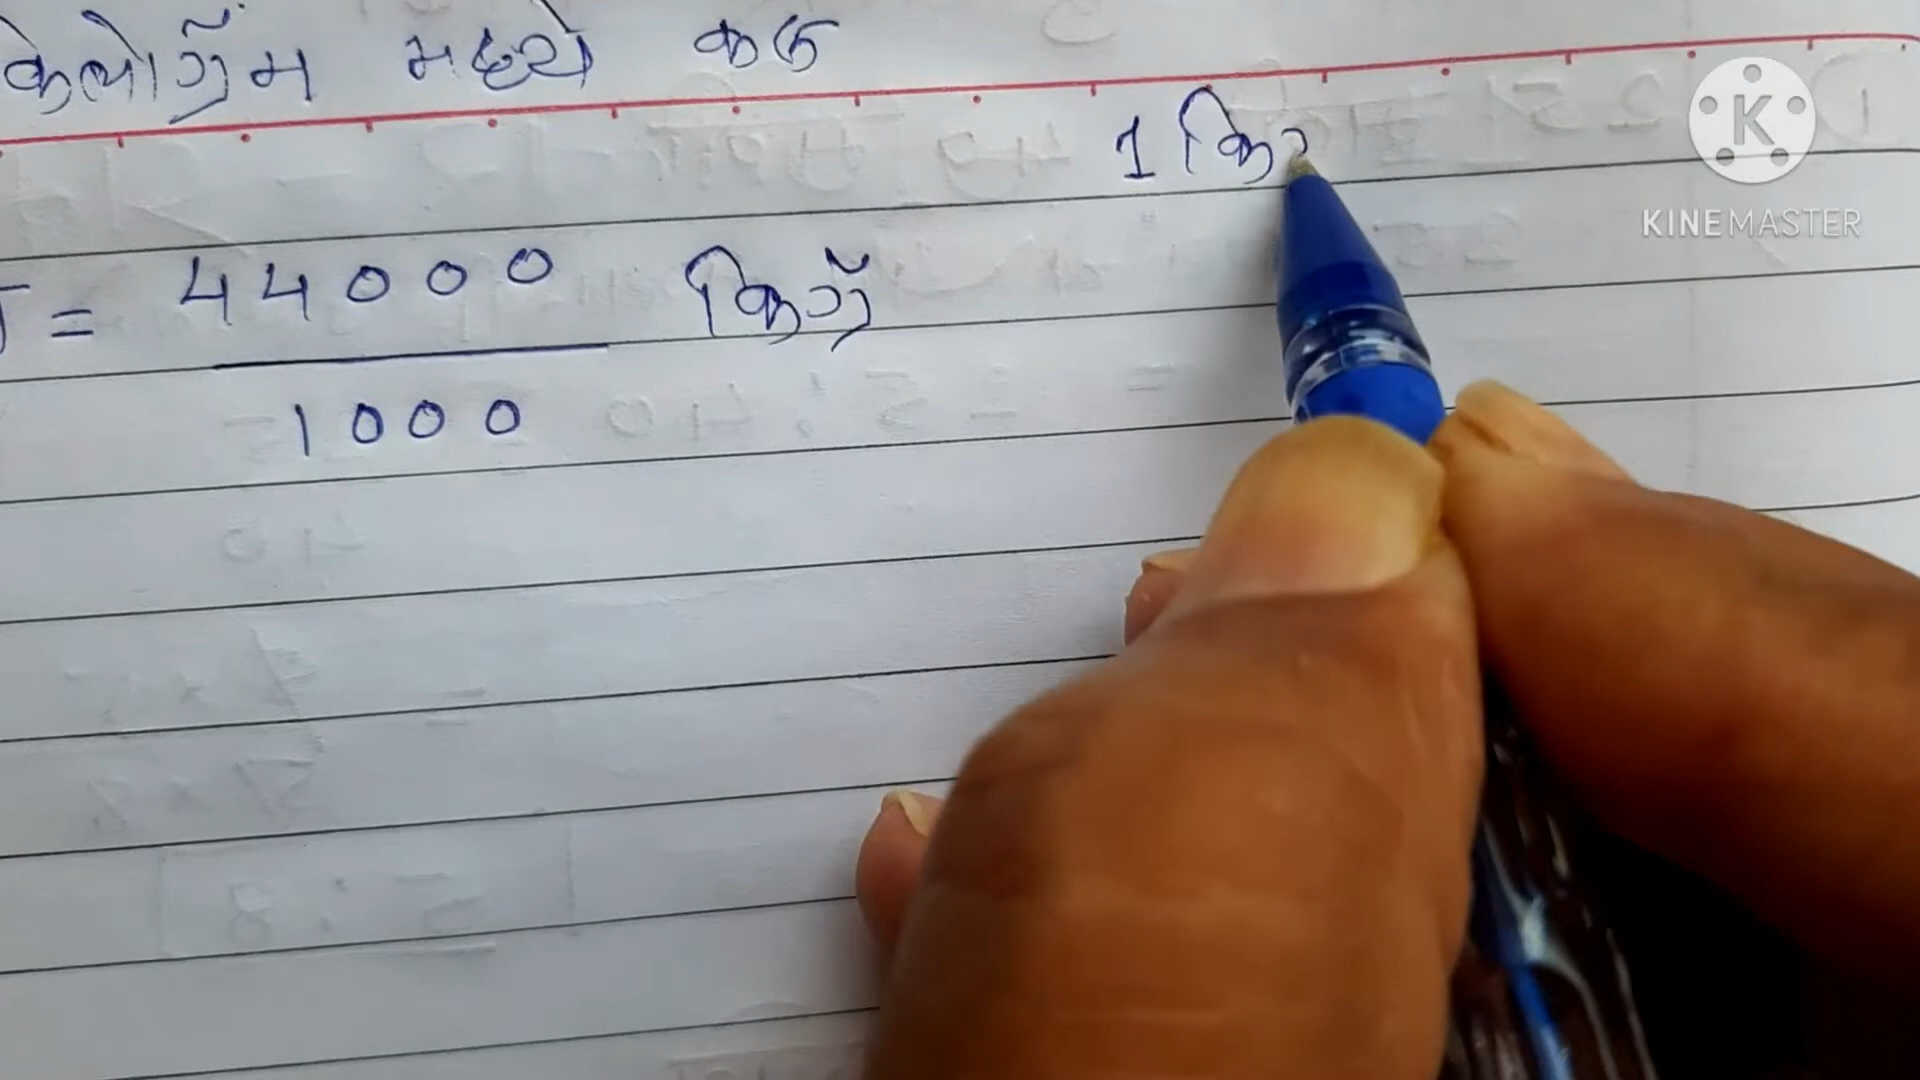 किलोग्रॅम मध्ये करू
1 कि
= 44000 किग्रॅ
1000
K
KINEMASTER